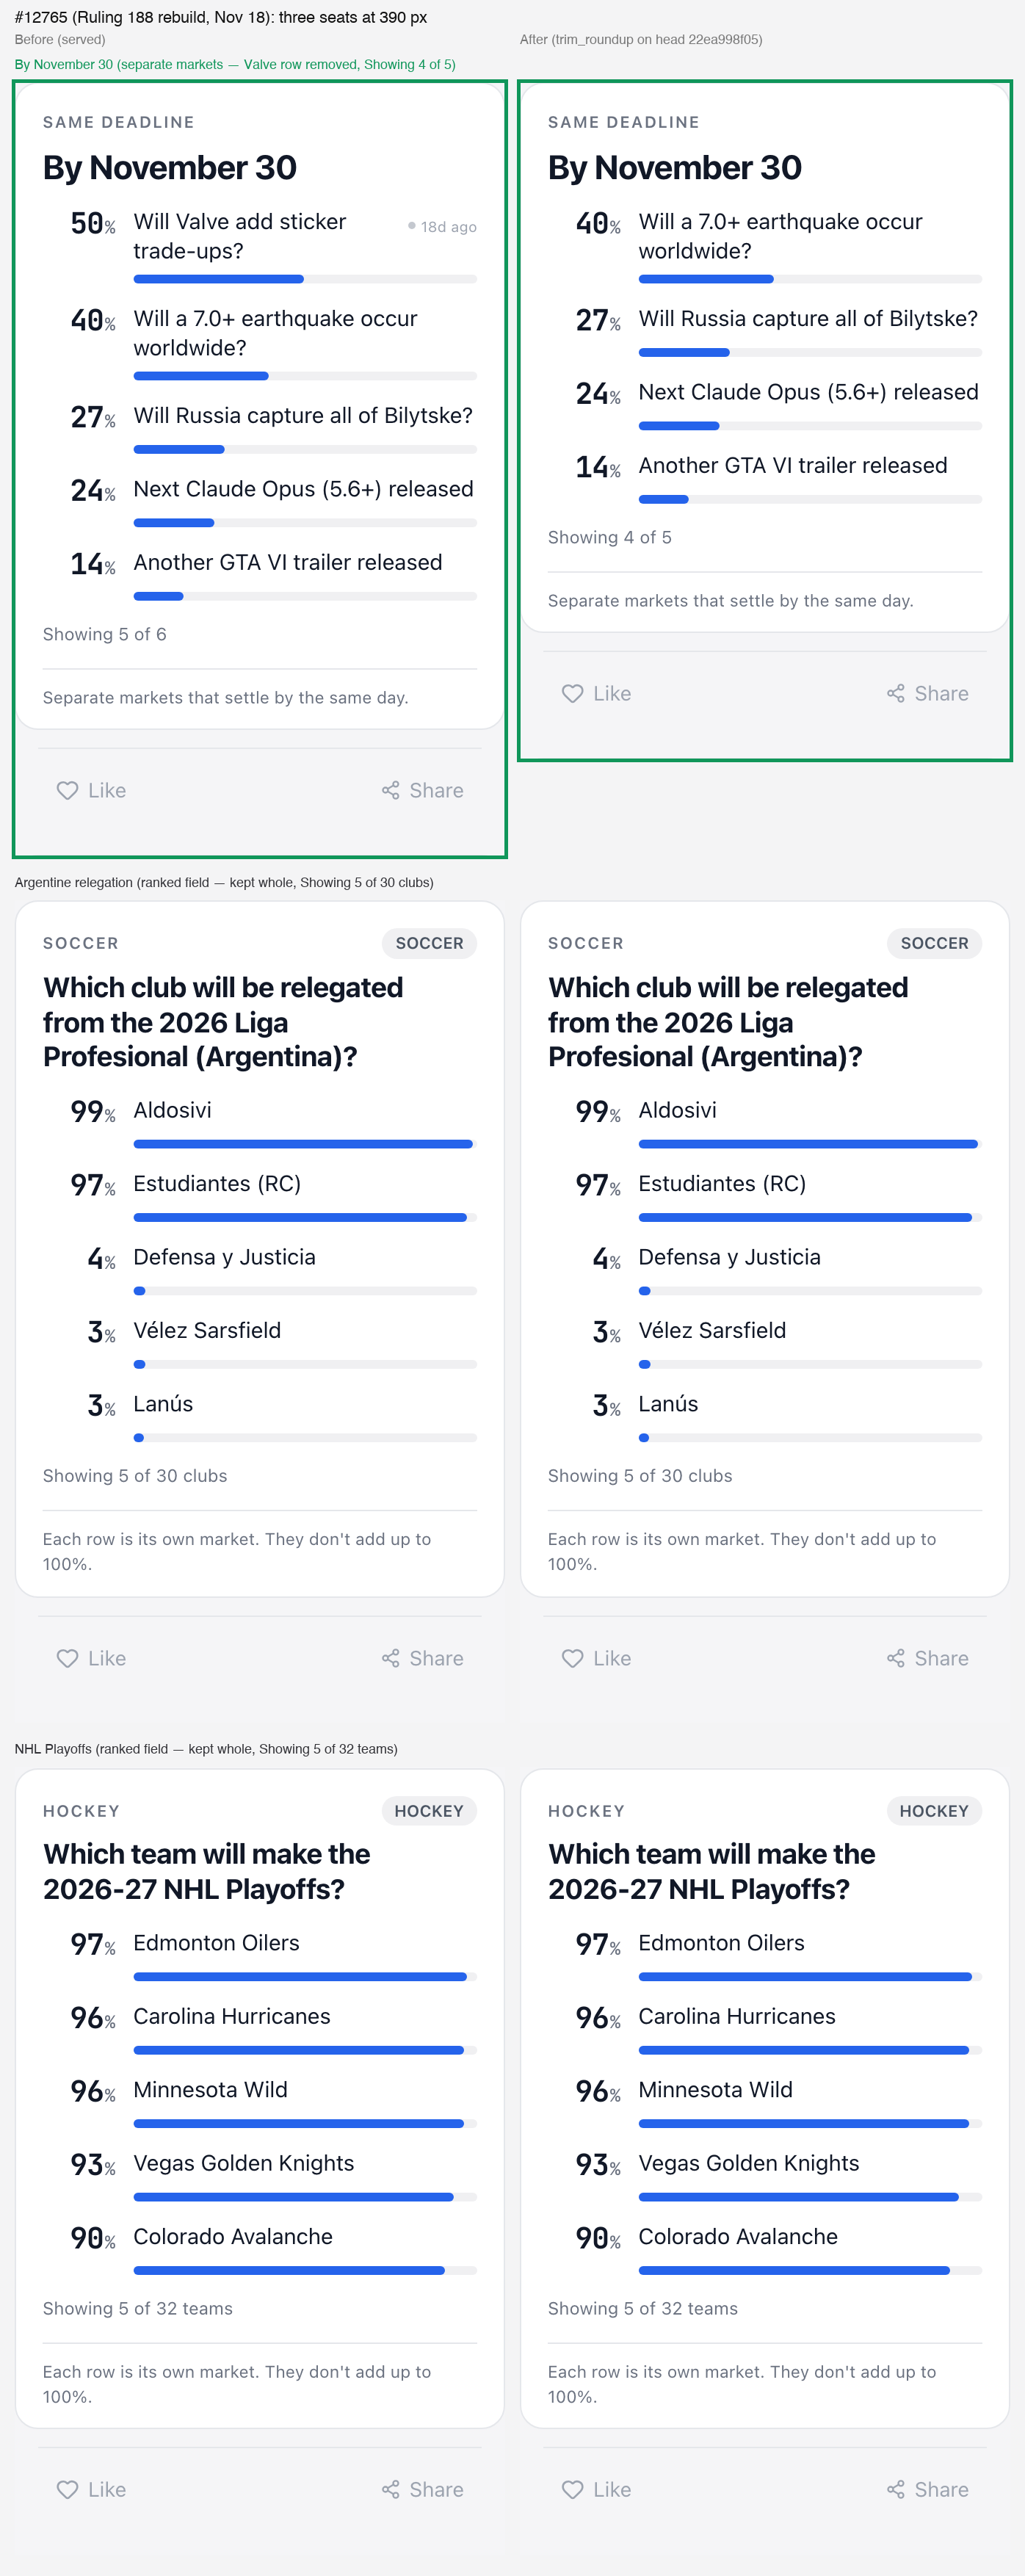 #12765 (Ruling 188 rebuild, Nov 18): three seats at 390 px
Before (served)
After (trim_roundup on head 22ea998f05)
By November 30 (separate markets — Valve row removed, Showing 4 of 5)
SAME DEADLINE
By November 30
50% Will Valve add sticker
trade-ups?
18d ago
40% Will a 7.0+ earthquake occur
worldwide?
27% Will Russia capture all of Bilytske?
24% Next Claude Opus (5.6+) released
14% Another GTA VI trailer released
Showing 5 of 6
Separate markets that settle by the same day.
Like
Share
SAME DEADLINE
By November 30
40% Will a 7.0+ earthquake occur
worldwide?
27% Will Russia capture all of Bilytske?
24% Next Claude Opus (5.6+) released
14% Another GTA VI trailer released
Showing 4 of 5
Separate markets that settle by the same day.
Like
Share
Argentine relegation (ranked field — kept whole, Showing 5 of 30 clubs)
SOCCER
SOCCER
Which club will be relegated
from the 2026 Liga
Profesional (Argentina)?
99% Aldosivi
97% Estudiantes (RC)
4% Defensa y Justicia
3% Vélez Sarsfield
3% Lanús
Showing 5 of 30 clubs
Each row is its own market. They don't add up to
100%.
Like
Share
SOCCER
SOCCER
Which club will be relegated
from the 2026 Liga
Profesional (Argentina)?
99% Aldosivi
97% Estudiantes (RC)
4% Defensa y Justicia
3% Vélez Sarsfield
3% Lanús
Showing 5 of 30 clubs
Each row is its own market. They don't add up to
100%.
Like
Share
NHL Playoffs (ranked field — kept whole, Showing 5 of 32 teams)
HOCKEY
HOCKEY
Which team will make the
2026-27 NHL Playoffs?
97% Edmonton Oilers
96% Carolina Hurricanes
96% Minnesota Wild
93% Vegas Golden Knights
90% Colorado Avalanche
Showing 5 of 32 teams
Each row is its own market. They don't add up to
100%.
Like
Share
HOCKEY
HOCKEY
Which team will make the
2026-27 NHL Playoffs?
97% Edmonton Oilers
96% Carolina Hurricanes
96% Minnesota Wild
93% Vegas Golden Knights
90% Colorado Avalanche
Showing 5 of 32 teams
Each row is its own market. They don't add up to
100%.
Like
Share